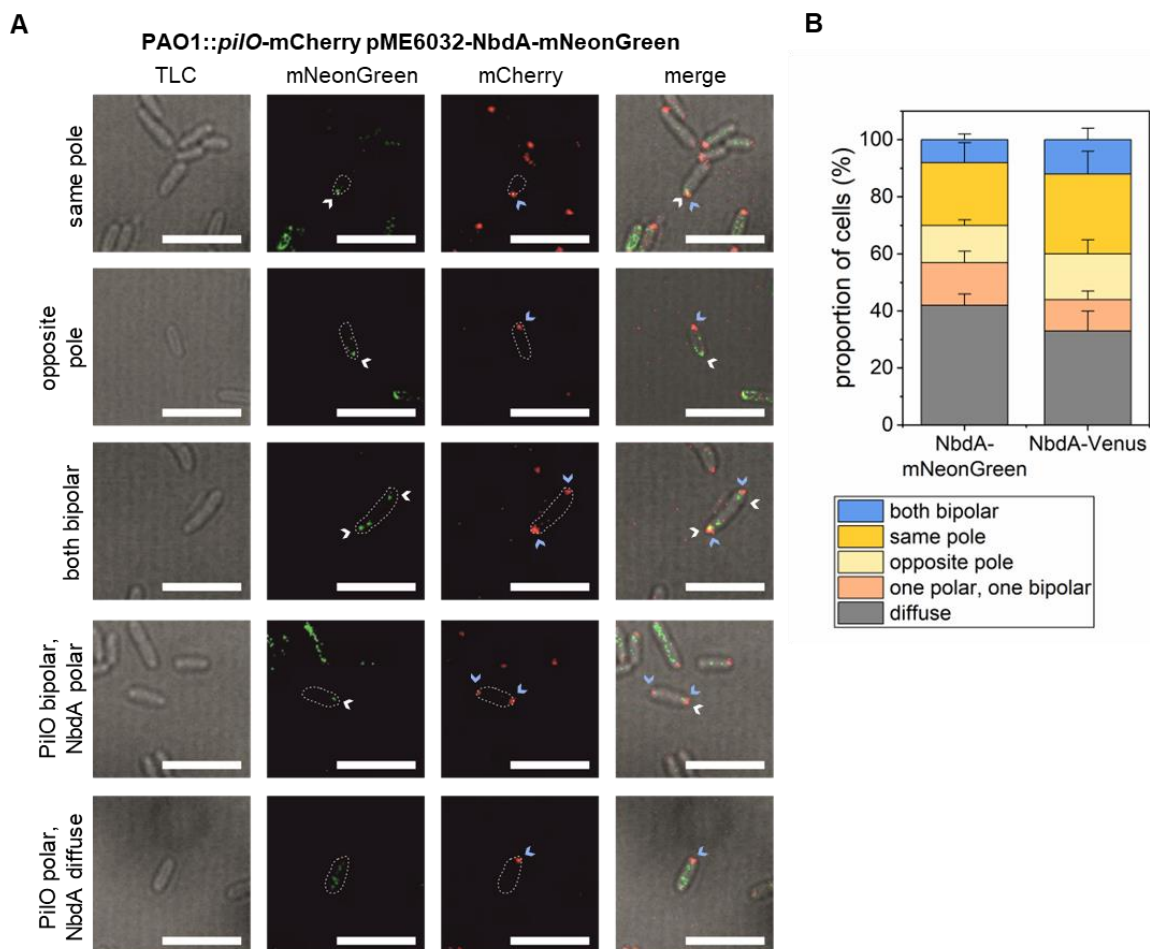 A
PAO1::pilO-mCherry pME6032-NbdA-mNeonGreen
TLC mNeonGreen mCherry merge
same pole
opposite
pole
both bipolar
PilO bipolar,
NbdA polar
PilO polar,
NbdA diffuse
B
proportion of cells (%)
100
80
60
40
20
0
NbdA-
mNeonGreen
NbdA-Venus
both bipolar
same pole
opposite pole
one polar, one bipolar
diffuse